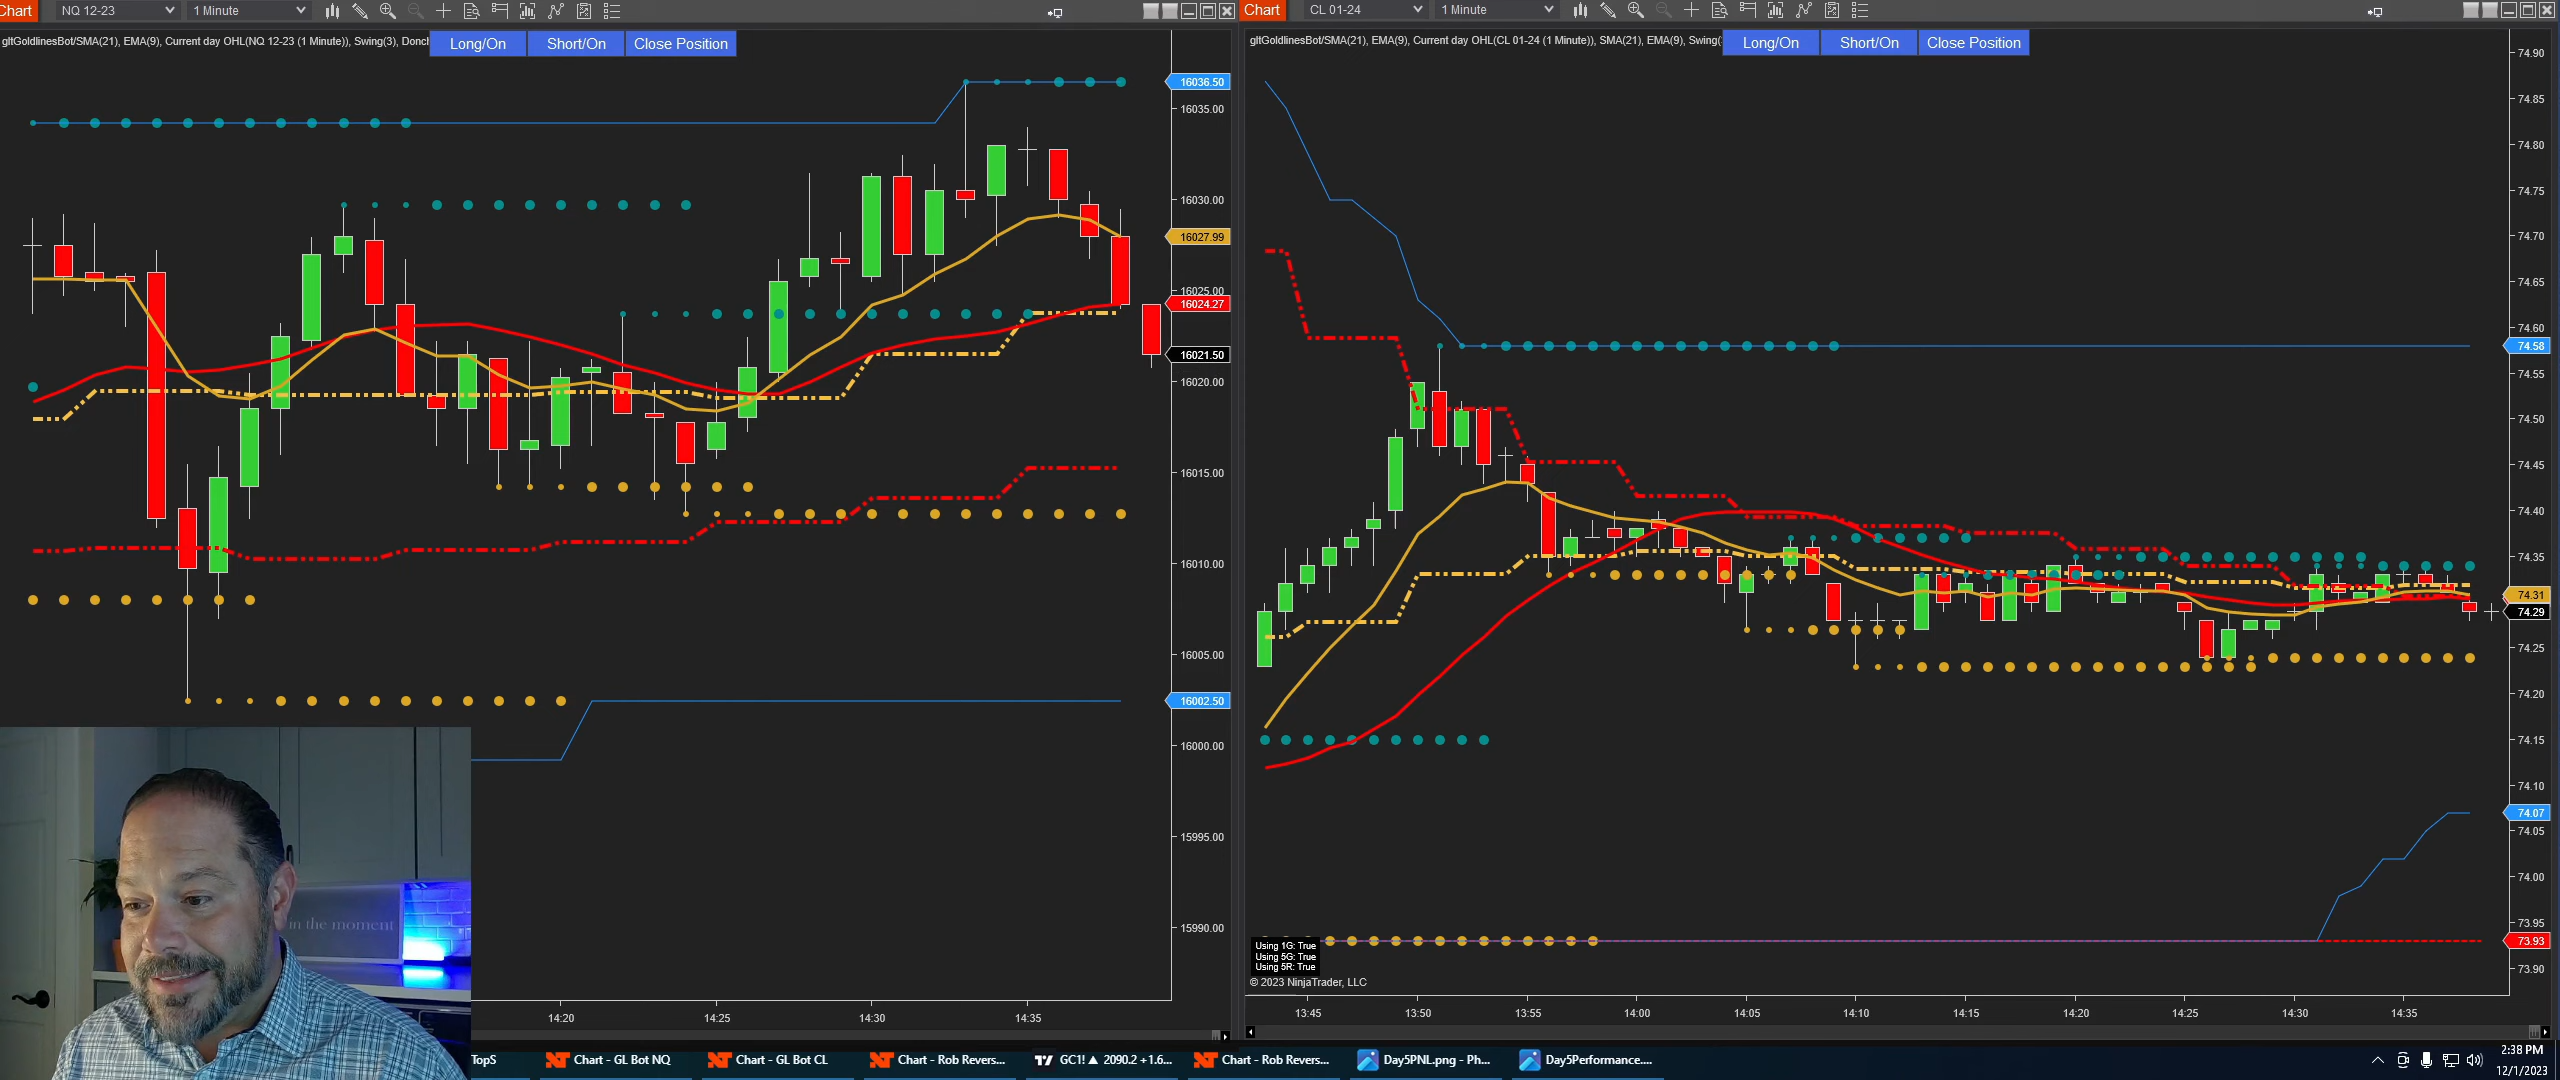 Chart
NQ 12-23
1 Minute
Chart
CL 01-24
1 Minute
gltGoldlinesBot/SMA(21), EMA(9), Current day OHL(NQ 12-23 (1 Minute)), Swing(3), Donch
Long/On
Short/On
Close Position
gltGoldlinesBot/SMA(21), EMA(9), Current day OHL(CL 01-24 (1 Minute)), SMA(21), EMA(9), Swing(
Long/On
Short/On
Close Position
16036.50
16035.00
16030.00
16027.99
16025.00
16024.27
16021.50
16020.00
16015.00
16010.00
16005.00
16002.50
16000.00
15995.00
15990.00
74.90
74.85
74.80
74.75
74.70
74.65
74.60
74.58
74.55
74.50
74.45
74.40
74.35
74.31
74.29
74.25
74.20
74.15
74.10
74.07
74.05
74.00
73.95
73.93
73.90
in the moment
Using 1G: True
Using 5G: True
Using 5R: True
© 2023 NinjaTrader, LLC
14:20
14:25
14:30
14:35
13:45
13:50
13:55
14:00
14:05
14:10
14:15
14:20
14:25
14:30
14:35
TopS
Chart - GL Bot NQ
Chart - GL Bot CL
Chart - Rob Revers...
GC1! ▲ 2090.2 +1.6...
Chart - Rob Revers...
Day5PNL.png - Ph...
Day5Performance....
2:38 PM
12/1/2023